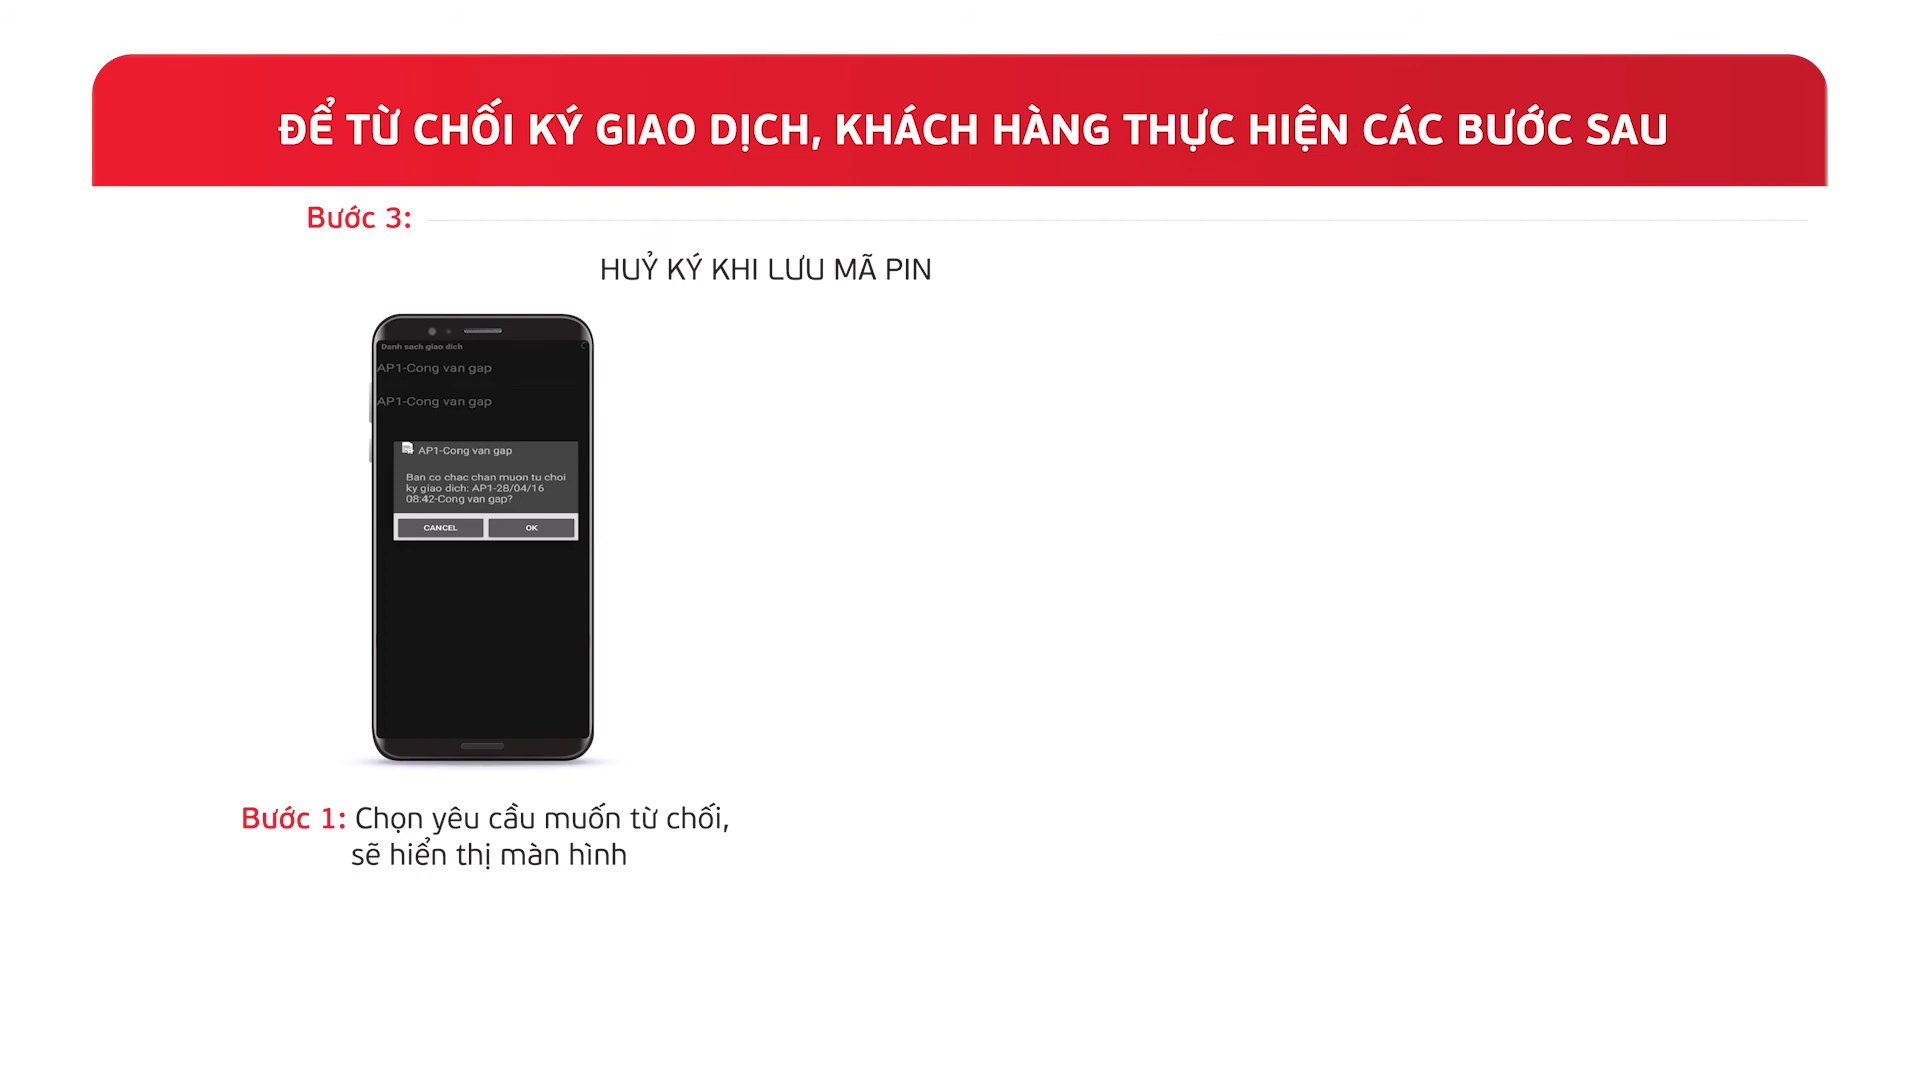 ĐỂ TỪ CHỐI KÝ GIAO DỊCH, KHÁCH HÀNG THỰC HIỆN CÁC BƯỚC SAU
Bước 3:
HUỶ KÝ KHI LƯU MÃ PIN
Danh sach giao dich
AP1-Cong van gap
AP1-Cong van gap
AP1-Cong van gap
Ban co chac chan muon tu choi
ky giao dich: AP1-28/04/16
08:42-Cong van gap?
CANCEL OK
Bước 1: Chọn yêu cầu muốn từ chối,
sẽ hiển thị màn hình